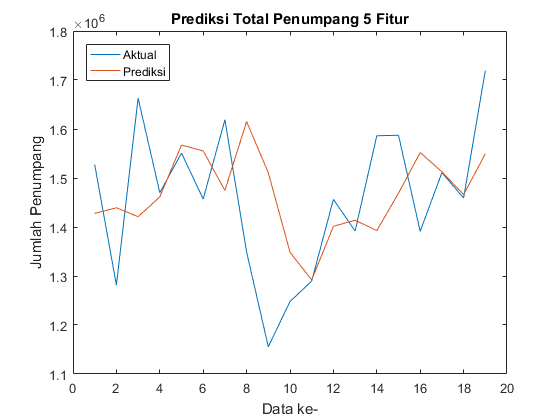 Prediksi Total Penumpang 5 Fitur
×10⁶
1.8
1.7
1.6
1.5
1.4
1.3
1.2
1.1
Jumlah Penumpang
Aktual
Prediksi
0 2 4 6 8 10 12 14 16 18 20
Data ke-